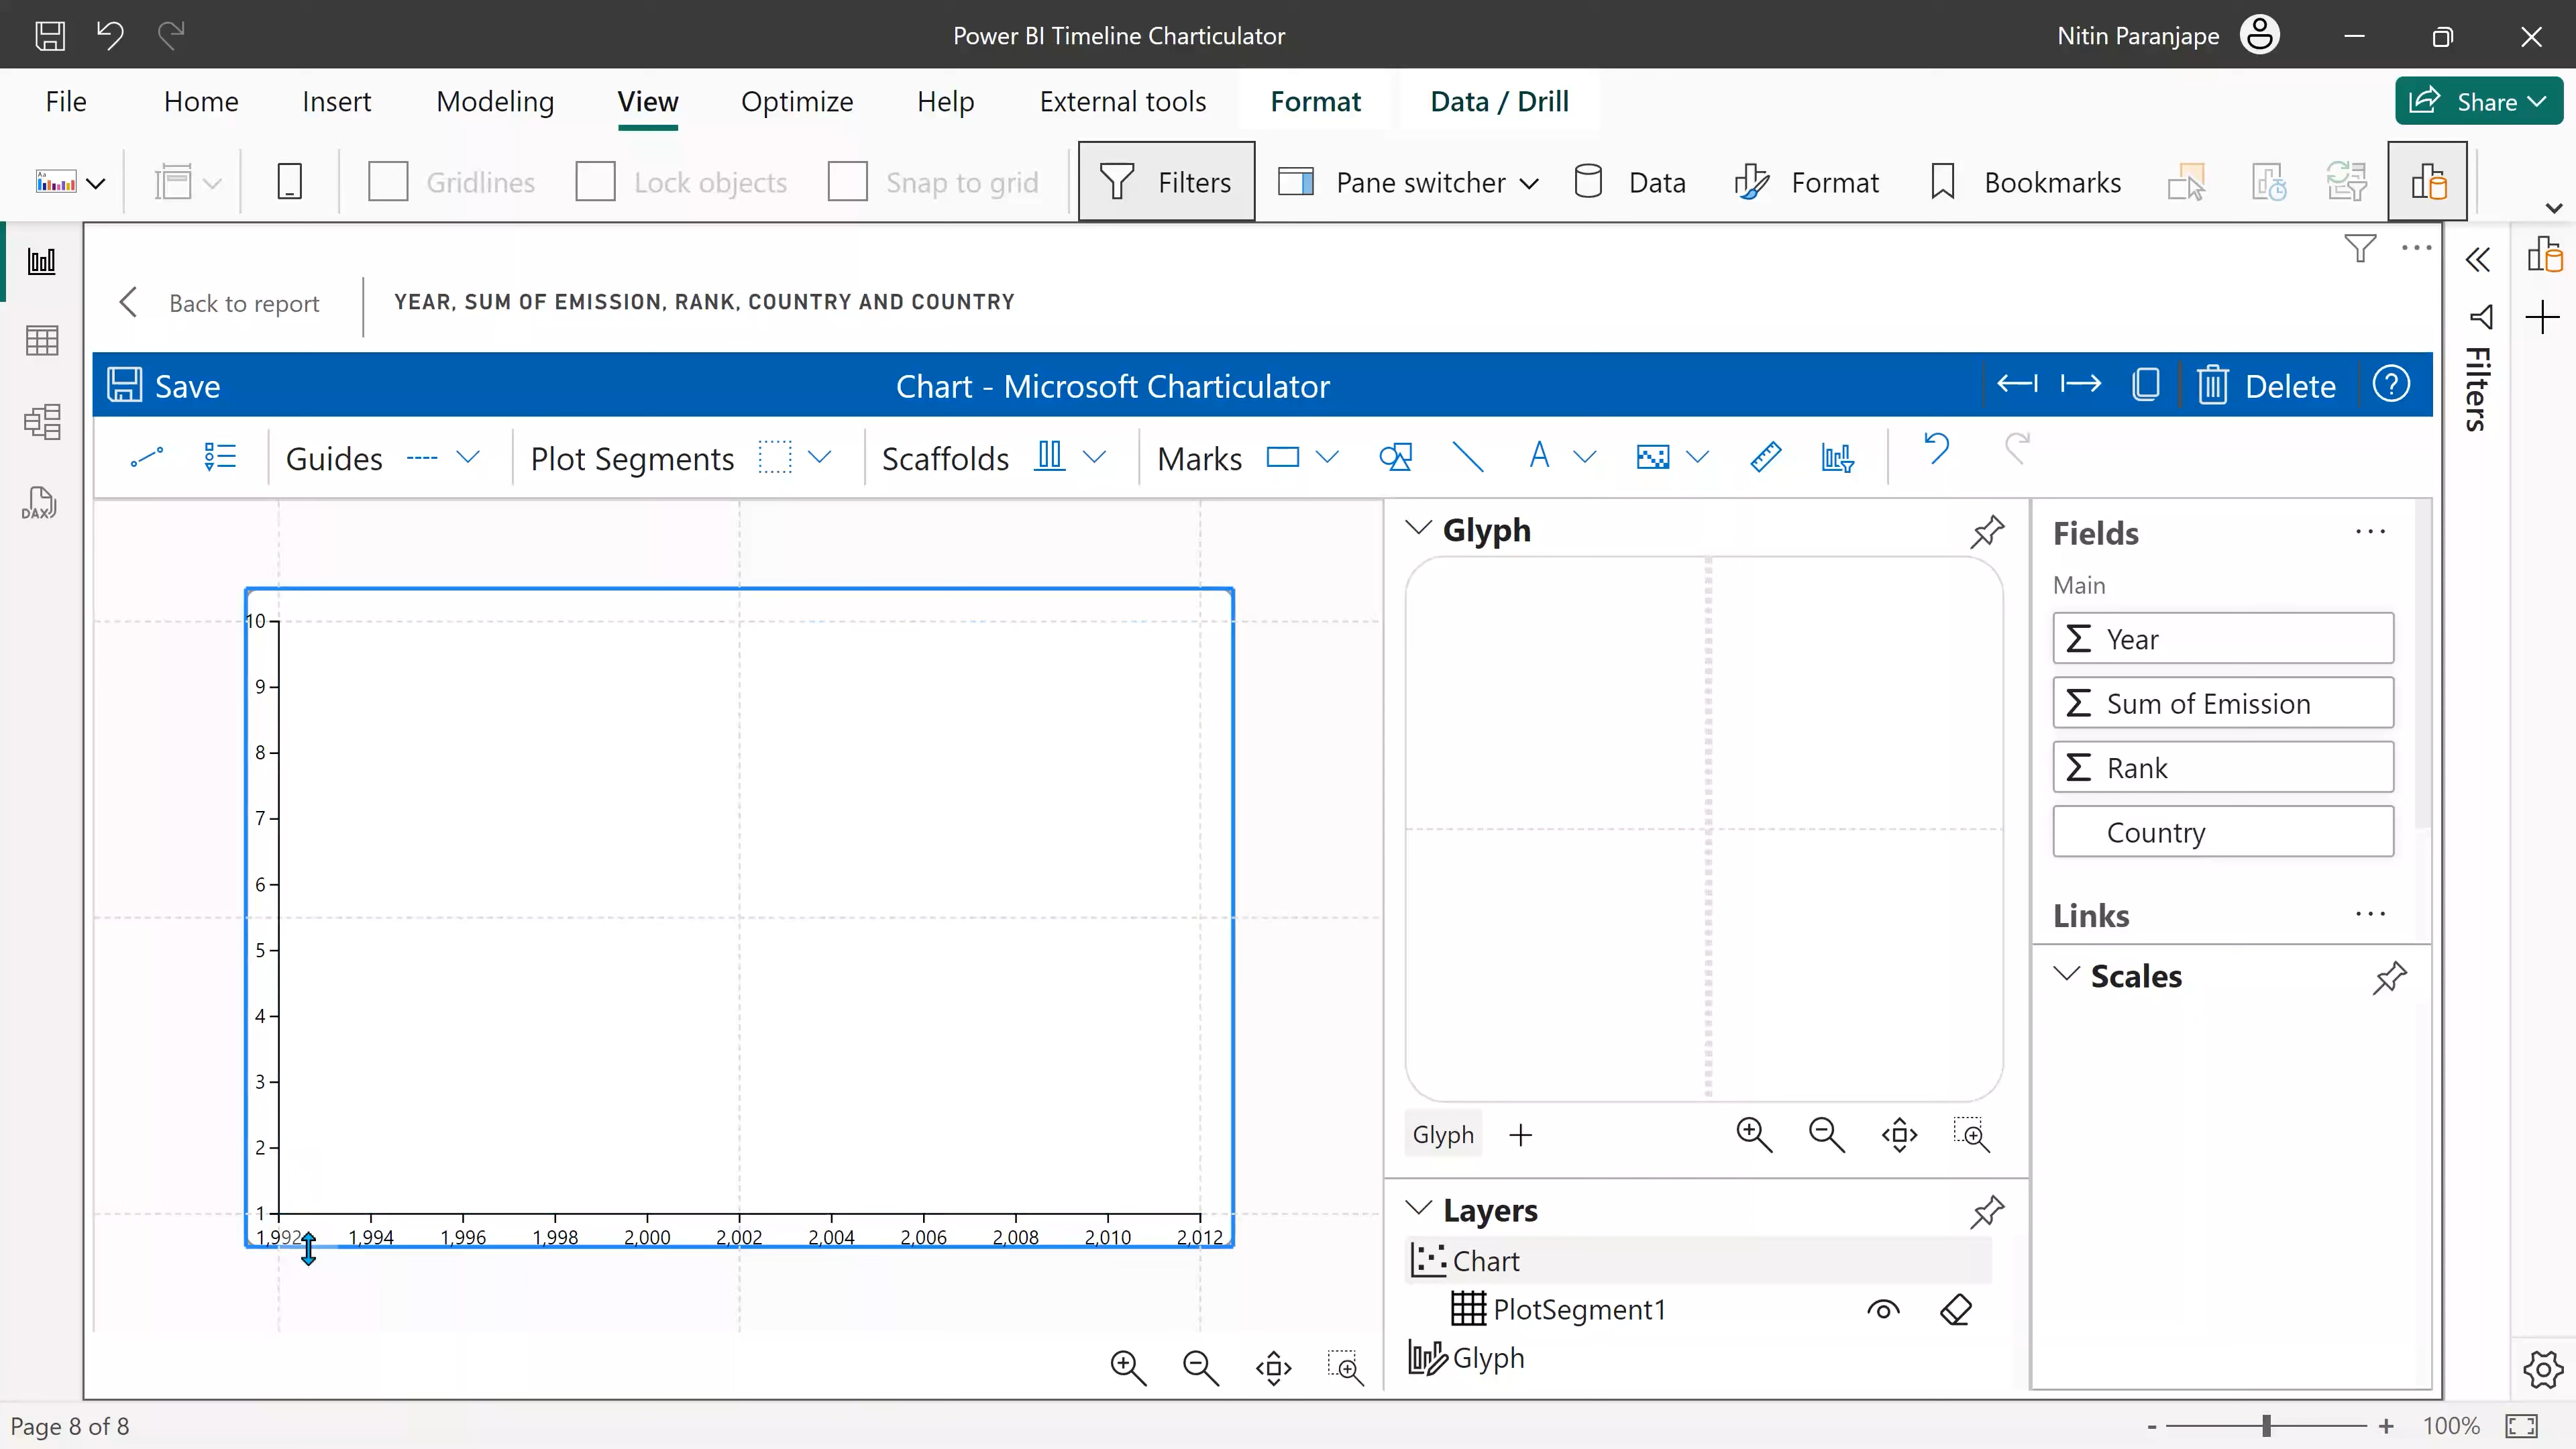 Power BI Timeline Charticulator
Nitin Paranjape
File Home Insert Modeling View Optimize Help External tools Format Data / Drill Share
Gridlines Lock objects Snap to grid Filters Pane switcher Data Format Bookmarks
Back to report YEAR, SUM OF EMISSION, RANK, COUNTRY AND COUNTRY
Save Chart - Microsoft Charticulator Delete
Guides Plot Segments Scaffolds Marks
DAX
10
9
8
7
6
5
4
3
2
1
1,992 1,994 1,996 1,998 2,000 2,002 2,004 2,006 2,008 2,010 2,012
Glyph
Glyph
Layers
Chart
PlotSegment1
Glyph
Fields
Main
Year
Sum of Emission
Rank
Country
Links
Scales
Filters
Page 8 of 8
- + 100%